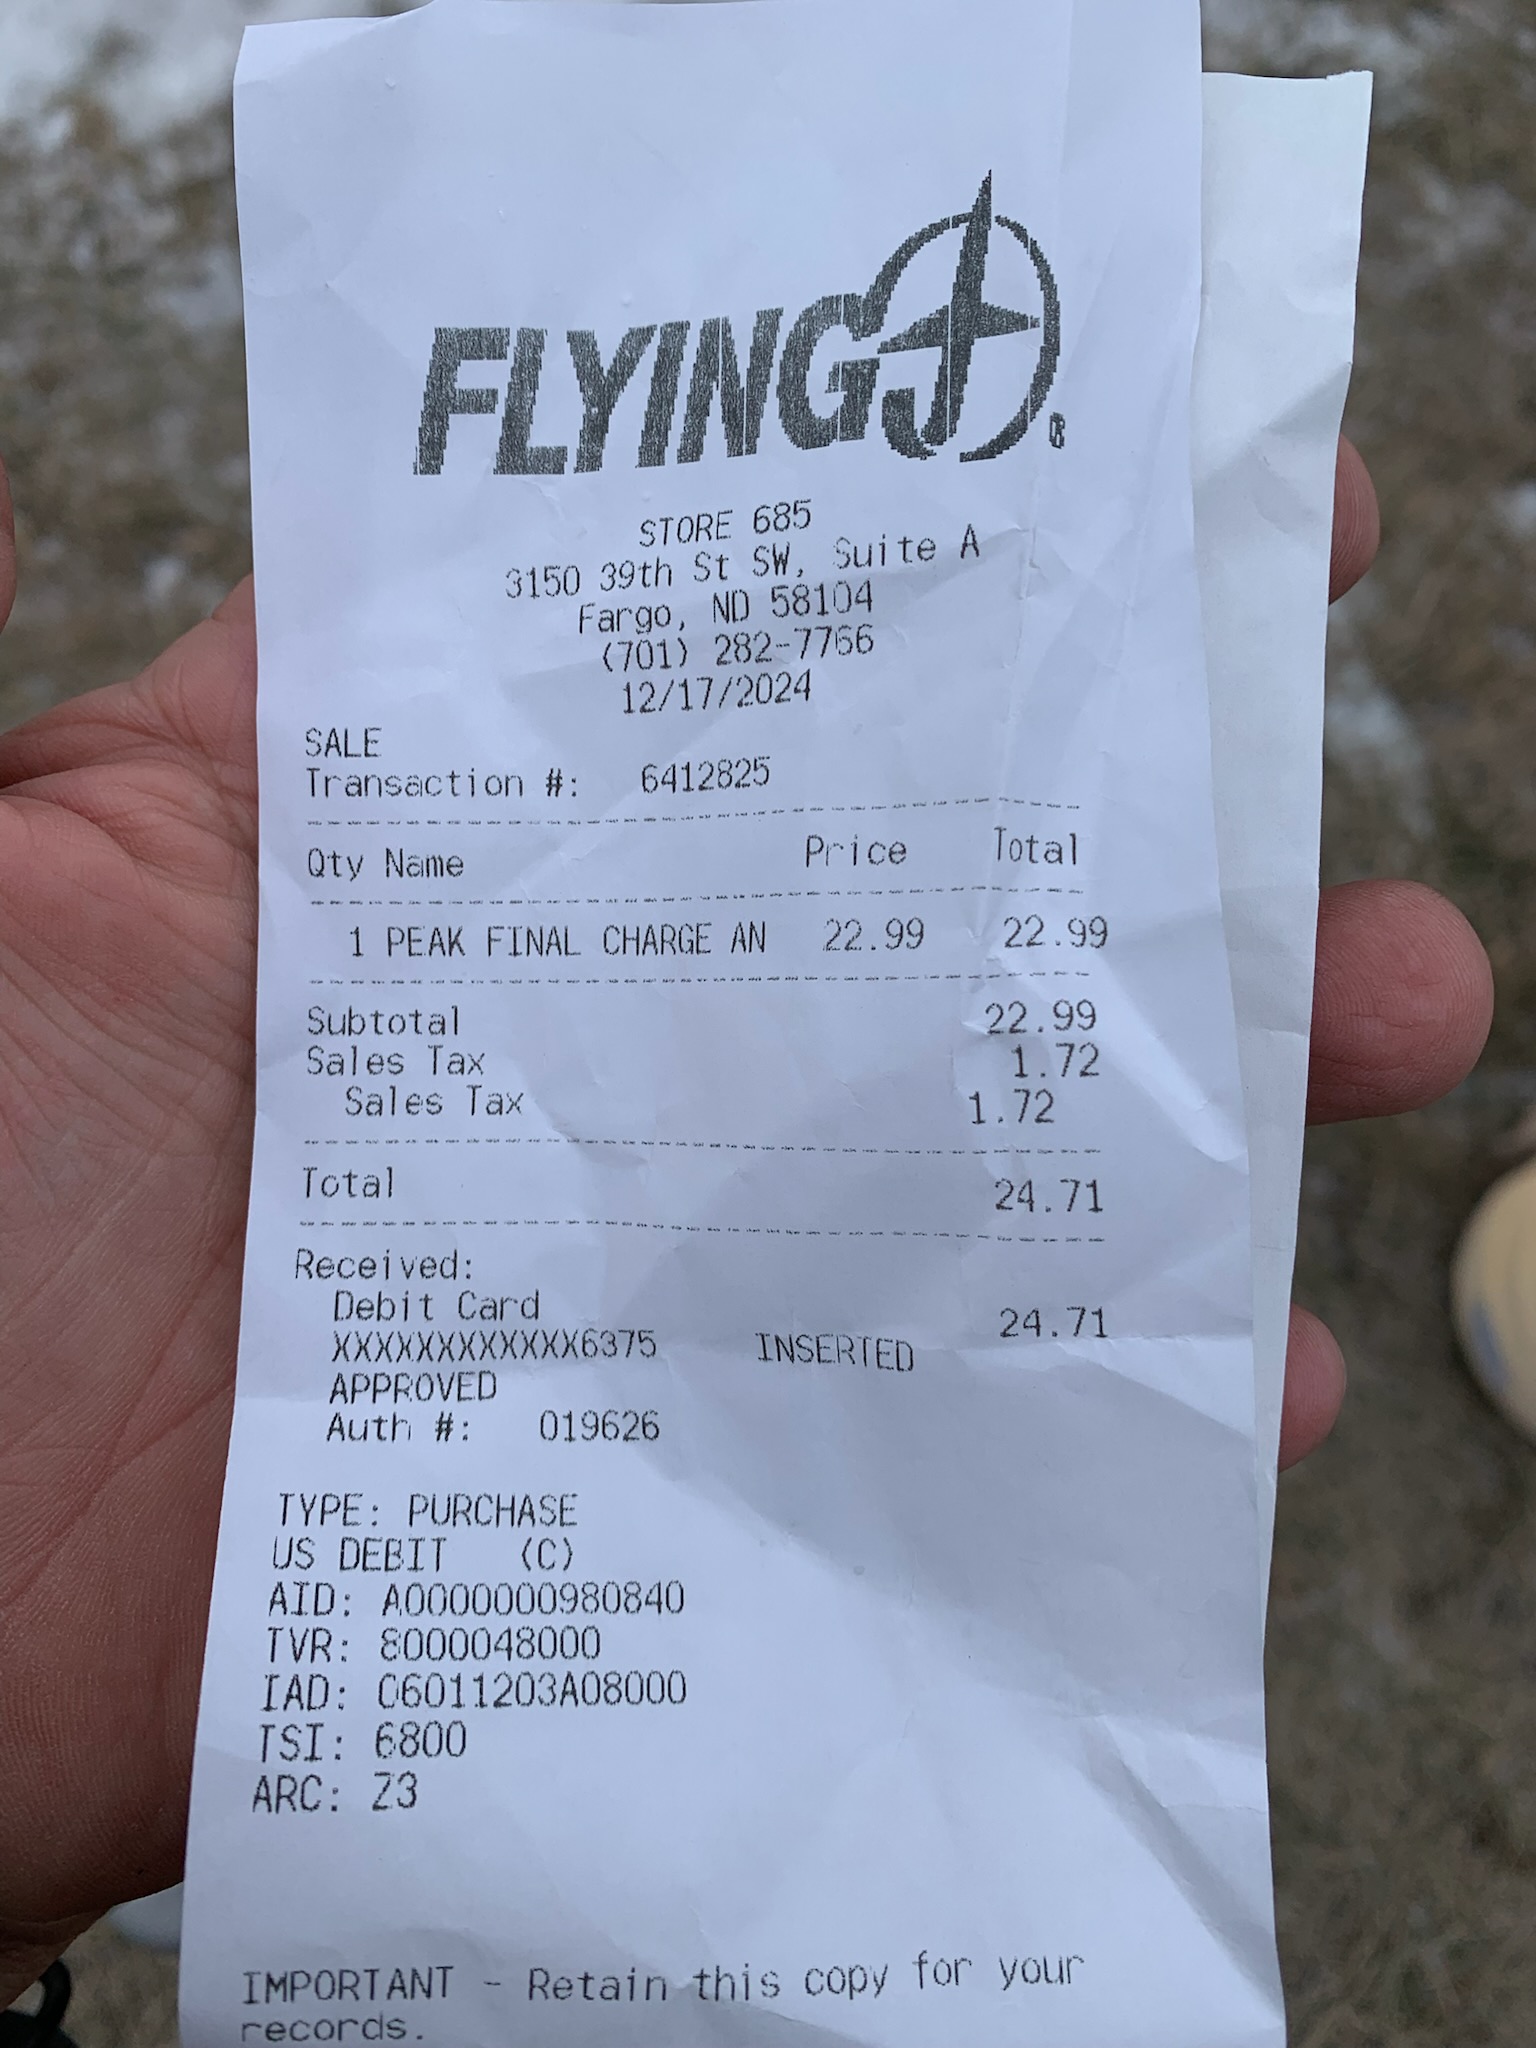 FLYING J®
STORE 685
3150 39th St SW, Suite A
Fargo, ND 58104
(701) 282-7766
12/17/2024
SALE
Transaction #: 6412825
Qty Name Price Total
1 PEAK FINAL CHARGE AN 22.99 22.99
Subtotal 22.99
Sales Tax 1.72
Sales Tax 1.72
Total 24.71
Received:
Debit Card 24.71
XXXXXXXXXXXX6375 INSERTED
APPROVED
Auth #: 019626
TYPE: PURCHASE
US DEBIT (C)
AID: A0000000980840
TVR: 8000048000
IAD: 06011203A08000
TSI: 6800
ARC: Z3
IMPORTANT - Retain this copy for your
records.